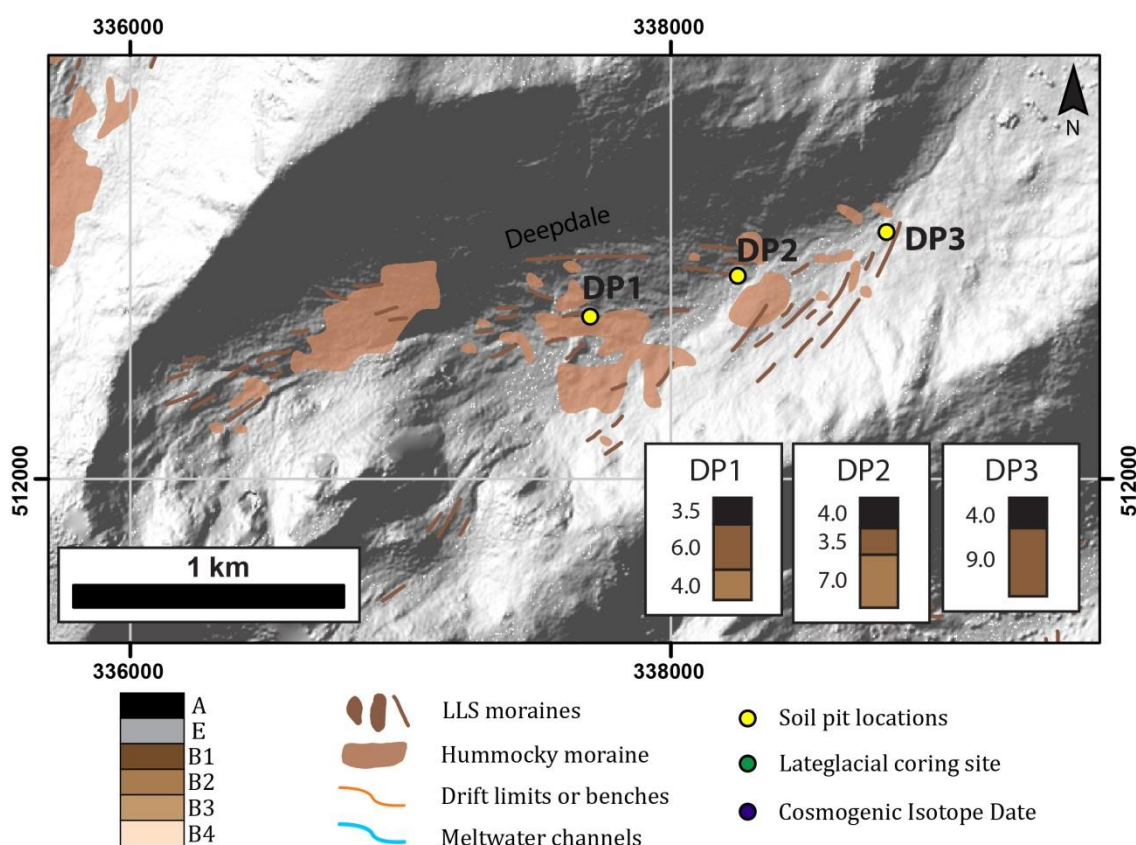 336000 338000
N
Deepdale
DP1
DP2
DP3
512000
512000
1 km
DP1
3.5
6.0
4.0
DP2
4.0
3.5
7.0
DP3
4.0
9.0
336000 338000
A
E
B1
B2
B3
B4
LLS moraines
Hummocky moraine
Drift limits or benches
Meltwater channels
Soil pit locations
Lateglacial coring site
Cosmogenic Isotope Date